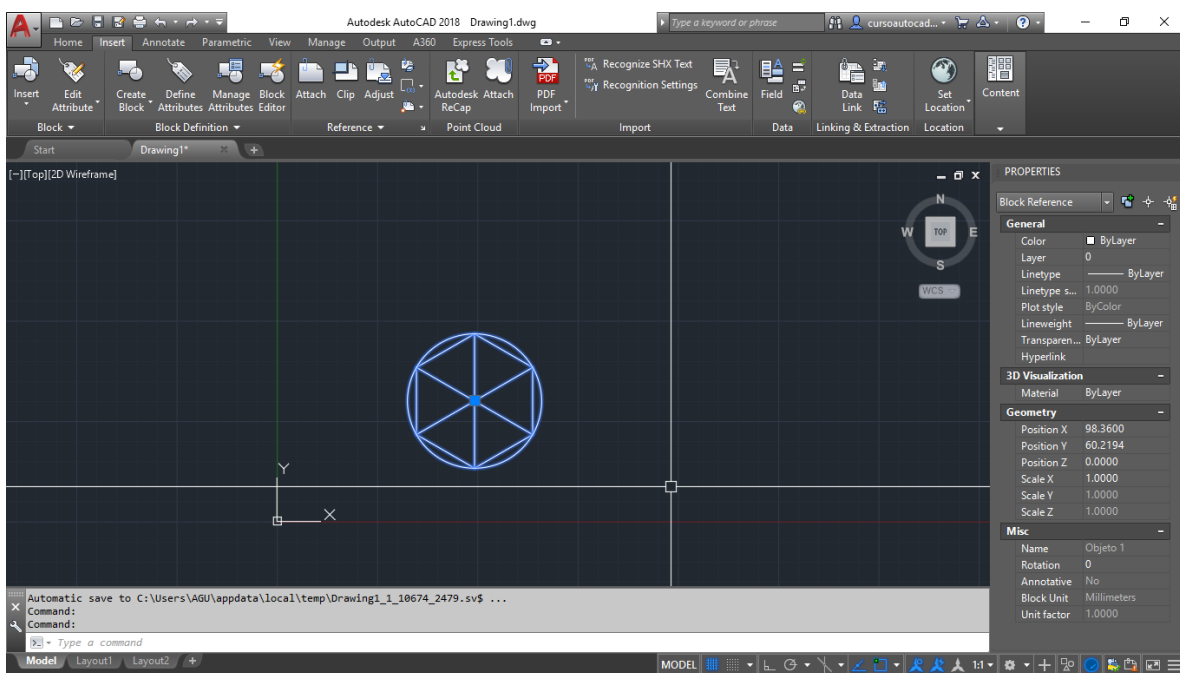 Autodesk AutoCAD 2018 Drawing1.dwg
Type a keyword or phrase
cursoautocad...
Home Insert Annotate Parametric View Manage Output A360 Express Tools
Insert Edit Attribute Create Block Define Attributes Manage Attributes Block Editor Attach Clip Adjust Autodesk ReCap Attach PDF Import
PDF
Recognize SHX Text
Recognition Settings
Combine Text Field Data Link Set Location Content
Block Block Definition Reference Point Cloud Import Data Linking & Extraction Location
Start Drawing1* +
[−][Top][2D Wireframe]
N
W TOP E
S
WCS
Y
X
PROPERTIES
Block Reference
General
Color ByLayer
Layer 0
Linetype ByLayer
Linetype s... 1.0000
Plot style ByColor
Lineweight ByLayer
Transparen... ByLayer
Hyperlink
3D Visualization
Material ByLayer
Geometry
Position X 98.3600
Position Y 60.2194
Position Z 0.0000
Scale X 1.0000
Scale Y 1.0000
Scale Z 1.0000
Misc
Name Objeto 1
Rotation 0
Annotative No
Block Unit Millimeters
Unit factor 1.0000
Automatic save to C:\Users\AGU\appdata\local\temp\Drawing1_1_10674_2479.sv$ ...
Command:
Command:
Type a command
Model Layout1 Layout2 +
MODEL 1:1